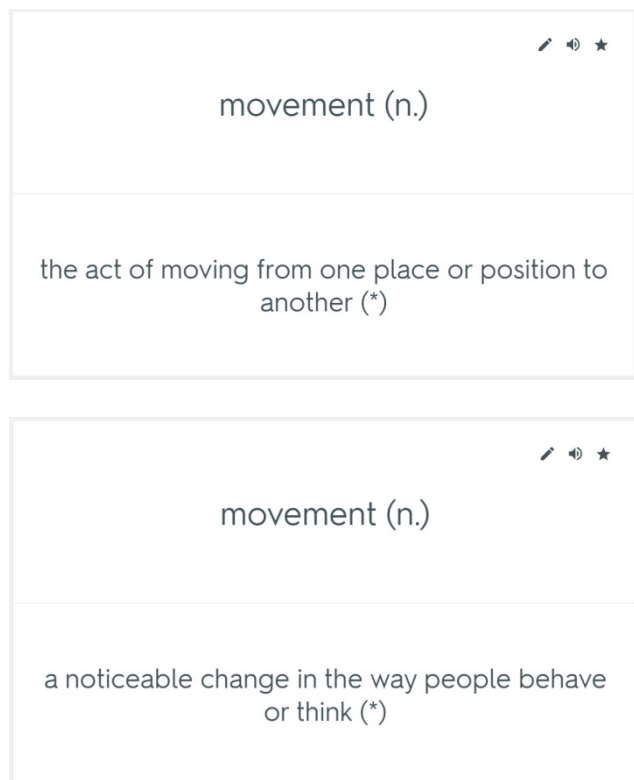 movement (n.)
the act of moving from one place or position to
another (*)
movement (n.)
a noticeable change in the way people behave
or think (*)